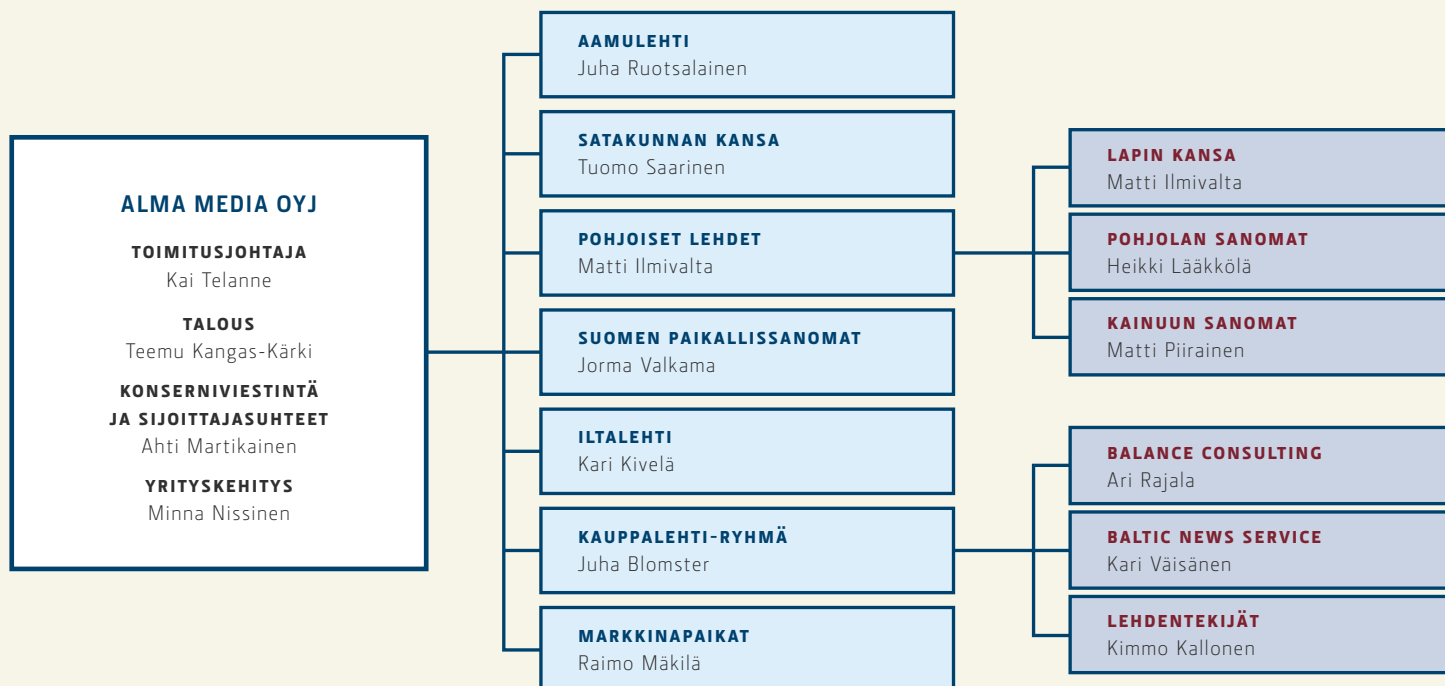 ALMA MEDIA OYJ
TOIMITUSJOHTAJA
Kai Telanne
TALOUS
Teemu Kangas-Kärki
KONSERNIVIESTINTÄ
JA SIJOITTAJASUHTEET
Ahti Martikainen
YRITYSKEHITYS
Minna Nissinen
AAMULEHTI
Juha Ruotsalainen
SATAKUNNAN KANSA
Tuomo Saarinen
POHJOISET LEHDET
Matti Ilmivalta
SUOMEN PAIKALLISSANOMAT
Jorma Valkama
ILTALEHTI
Kari Kivelä
KAUPPALEHTI-RYHMÄ
Juha Blomster
MARKKINAPAIKAT
Raimo Mäkilä
LAPIN KANSA
Matti Ilmivalta
POHJOLAN SANOMAT
Heikki Lääkkölä
KAINUUN SANOMAT
Matti Piirainen
BALANCE CONSULTING
Ari Rajala
BALTIC NEWS SERVICE
Kari Väisänen
LEHDENTEKIJÄT
Kimmo Kallonen